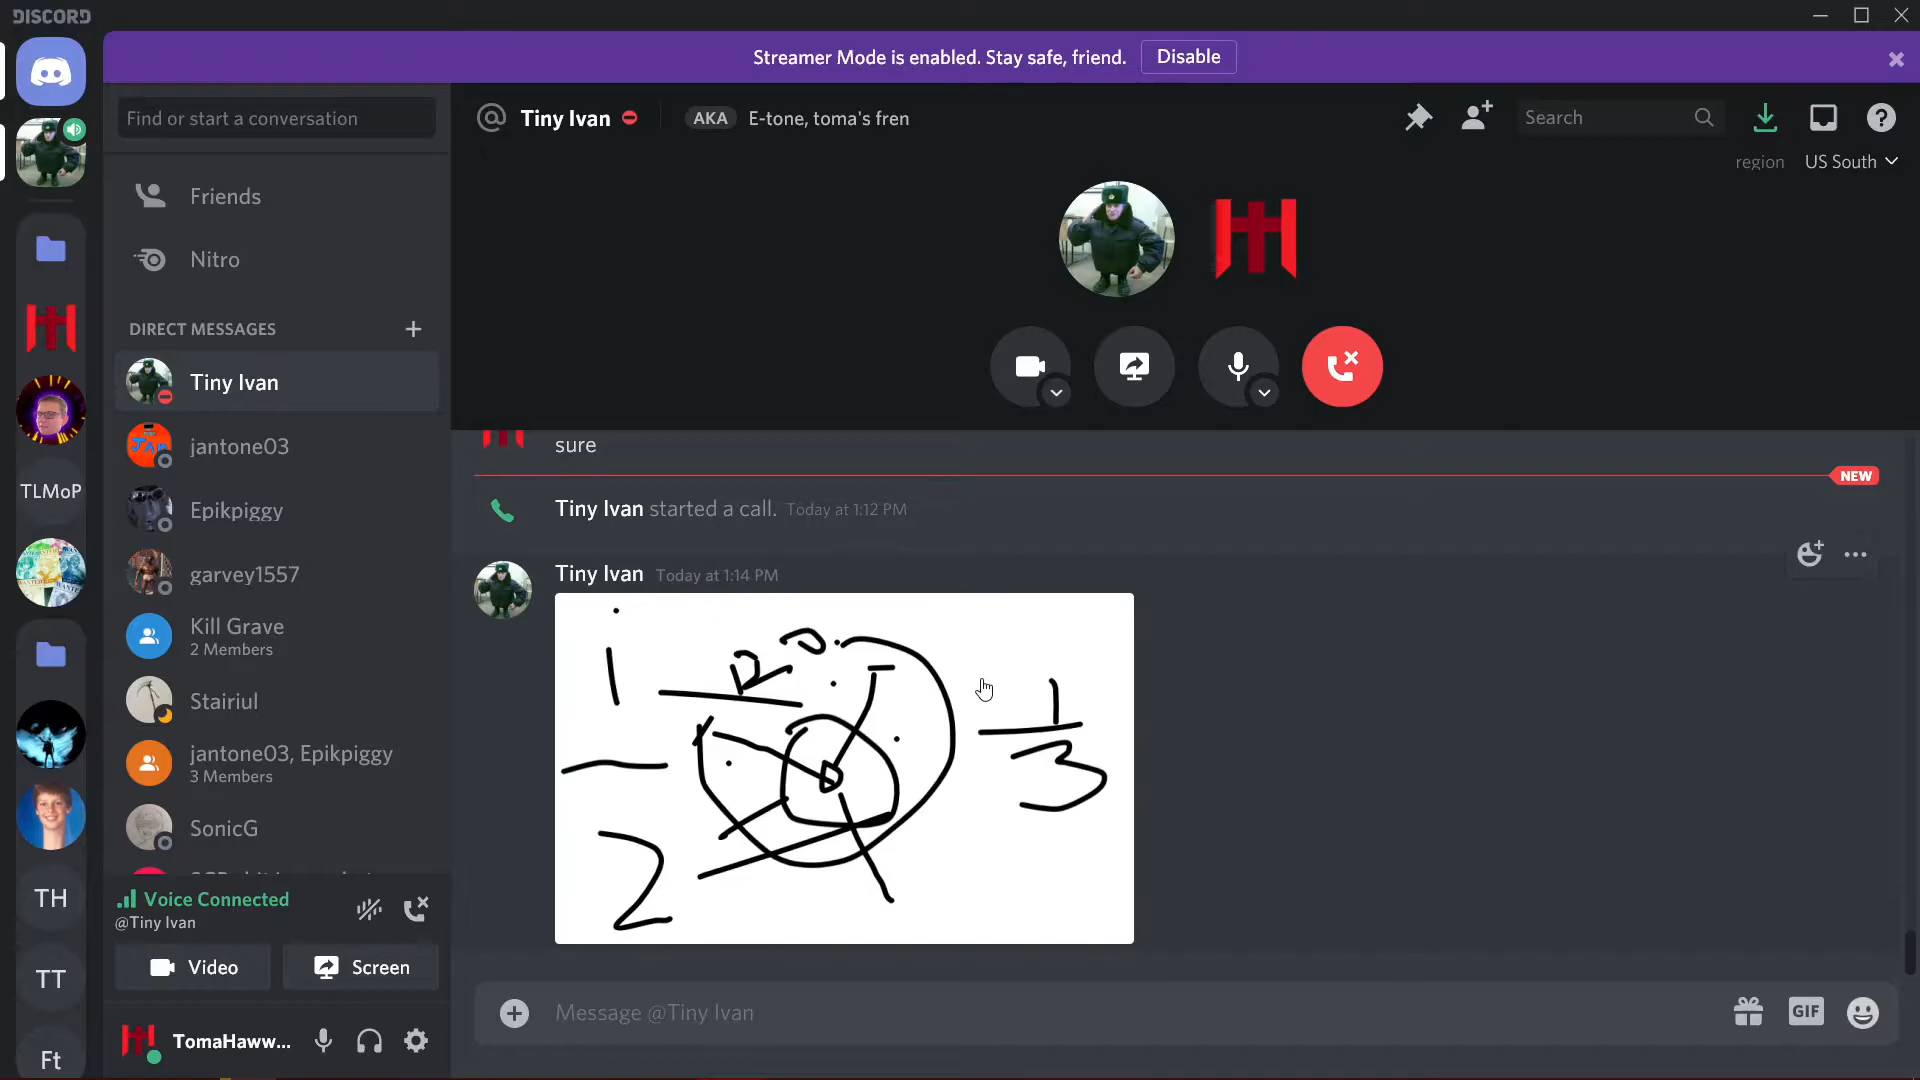 DISCORD
Streamer Mode is enabled. Stay safe, friend.
Disable
Find or start a conversation
Tiny Ivan
AKA
E-tone, toma's fren
Search
region
US South
Friends
Nitro
DIRECT MESSAGES
Tiny Ivan
jantone03
Epikpiggy
garvey1557
Kill Grave
2 Members
Stairiul
jantone03, Epikpiggy
3 Members
SonicG
TLMoP
TH
TT
Ft
sure
NEW
Tiny Ivan started a call. Today at 1:12 PM
Tiny Ivan Today at 1:14 PM
1
2
1
3
Voice Connected
@Tiny Ivan
Video
Screen
TomaHaww...
Message @Tiny Ivan
GIF